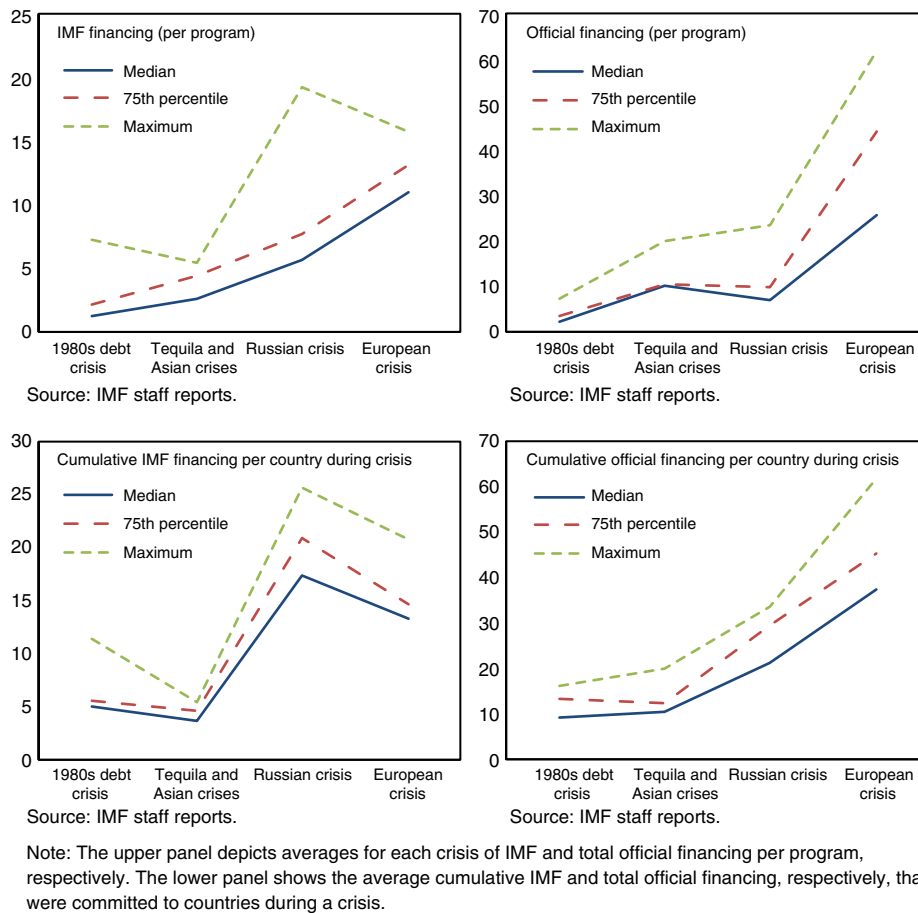 25
20
15
10
5
0
IMF financing (per program)
Median
75th percentile
Maximum
1980s debt crisis
Tequila and Asian crises
Russian crisis
European crisis
Source: IMF staff reports.
70
60
50
40
30
20
10
0
Official financing (per program)
Median
75th percentile
Maximum
1980s debt crisis
Tequila and Asian crises
Russian crisis
European crisis
Source: IMF staff reports.
30
25
20
15
10
5
0
Cumulative IMF financing per country during crisis
Median
75th percentile
Maximum
1980s debt crisis
Tequila and Asian crises
Russian crisis
European crisis
Source: IMF staff reports.
70
60
50
40
30
20
10
0
Cumulative official financing per country during crisis
Median
75th percentile
Maximum
1980s debt crisis
Tequila and Asian crises
Russian crisis
European crisis
Source: IMF staff reports.
Note: The upper panel depicts averages for each crisis of IMF and total official financing per program,
respectively. The lower panel shows the average cumulative IMF and total official financing, respectively,
were committed to countries during a crisis.